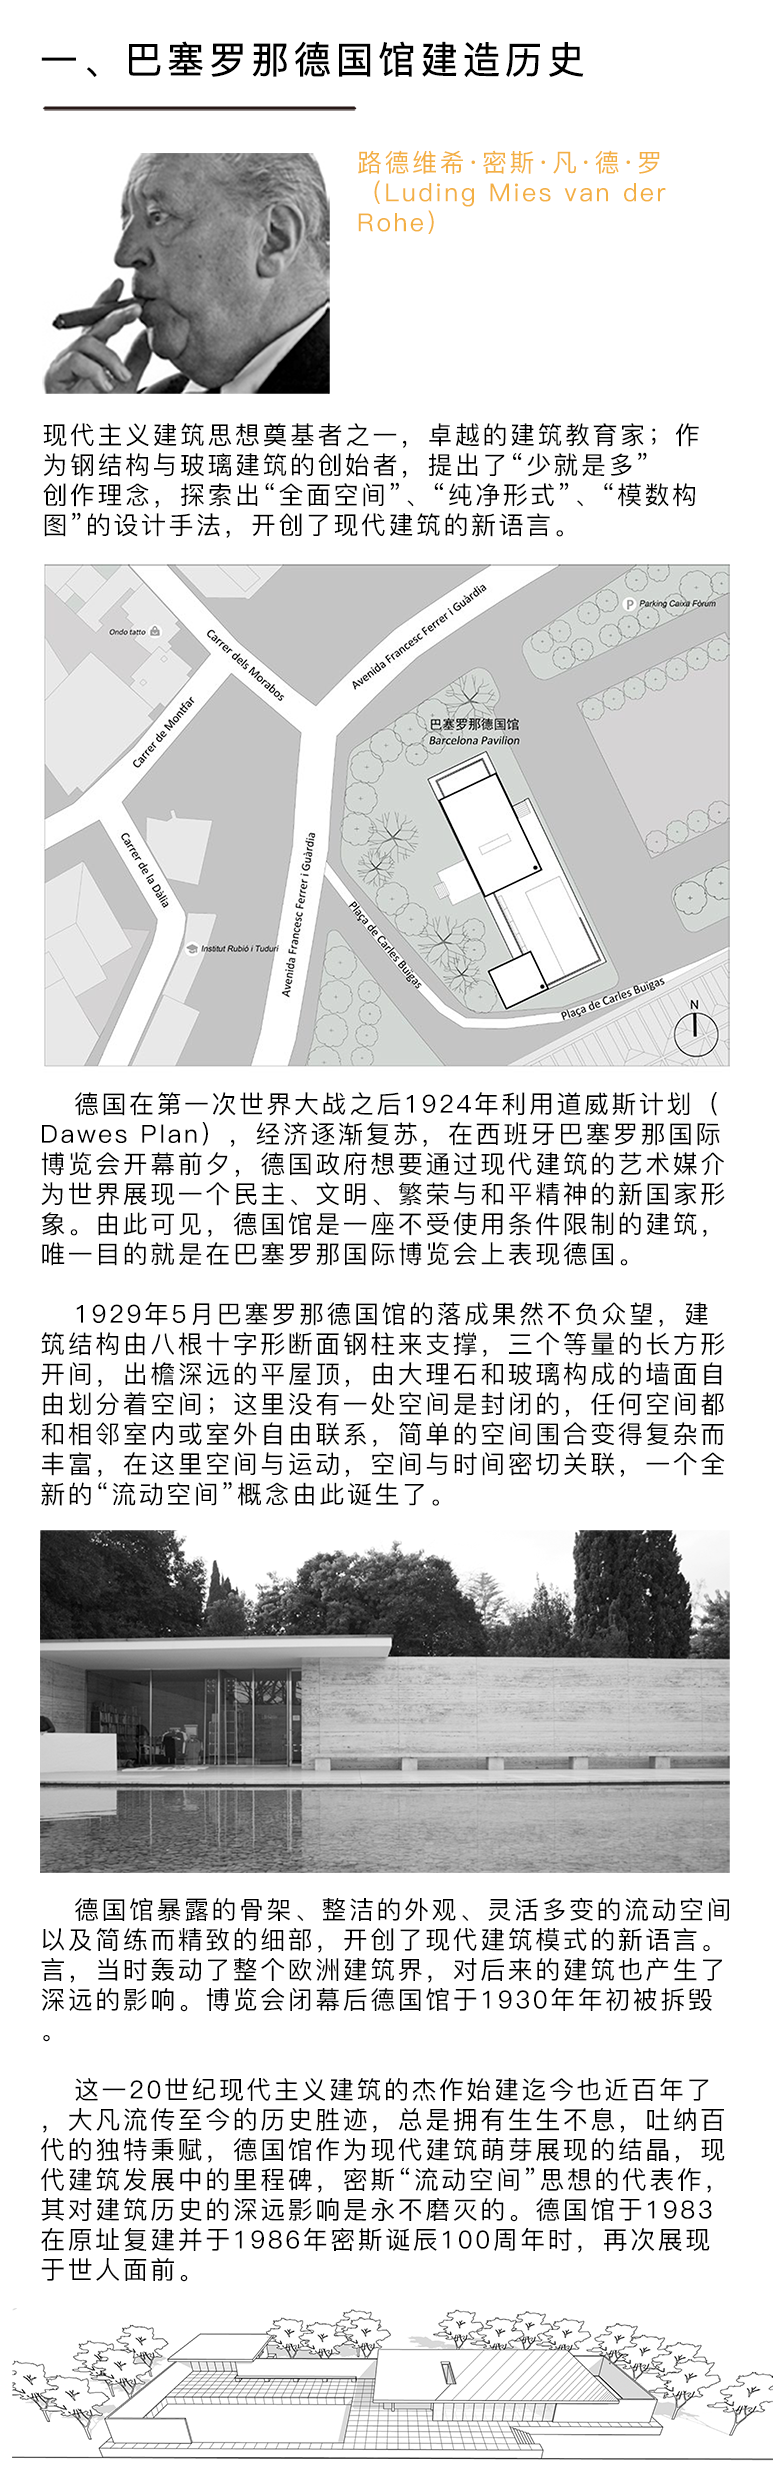 一、巴塞罗那德国馆建造历史
路德维希·密斯·凡·德·罗
（Luding Mies van der
Rohe）
现代主义建筑思想奠基者之一，卓越的建筑教育家；作
为钢结构与玻璃建筑的创始者，提出了“少就是多”
创作理念，探索出“全面空间”、“纯净形式”、“模数构
图”的设计手法，开创了现代建筑的新语言。
Ondo tatto
Carrer dels Morabos
Avenida Francesc Ferrer i Guàrdia
P Parking Caixa Fòrum
Carrer de Montfar
巴塞罗那德国馆
Barcelona Pavilion
Carrer de la Dàlia
Avenida Francesc Ferrer i Guàrdia
Institut Rubió i Tudurí
Plaça de Carles Buigas
Plaça de Carles Buigas
N
德国在第一次世界大战之后1924年利用道威斯计划（
Dawes Plan），经济逐渐复苏，在西班牙巴塞罗那国际
博览会开幕前夕，德国政府想要通过现代建筑的艺术媒介
为世界展现一个民主、文明、繁荣与和平精神的新国家形
象。由此可见，德国馆是一座不受使用条件限制的建筑，
唯一目的就是在巴塞罗那国际博览会上表现德国。
1929年5月巴塞罗那德国馆的落成果然不负众望，建
筑结构由八根十字形断面钢柱来支撑，三个等量的长方形
开间，出檐深远的平屋顶，由大理石和玻璃构成的墙面自
由划分着空间；这里没有一处空间是封闭的，任何空间都
和相邻室内或室外自由联系，简单的空间围合变得复杂而
丰富，在这里空间与运动，空间与时间密切关联，一个全
新的“流动空间”概念由此诞生了。
德国馆暴露的骨架、整洁的外观、灵活多变的流动空间
以及简练而精致的细部，开创了现代建筑模式的新语言。
言，当时轰动了整个欧洲建筑界，对后来的建筑也产生了
深远的影响。博览会闭幕后德国馆于1930年年初被拆毁
。
这一20世纪现代主义建筑的杰作始建迄今也近百年了
，大凡流传至今的历史胜迹，总是拥有生生不息，吐纳百
代的独特秉赋，德国馆作为现代建筑萌芽展现的结晶，现
代建筑发展中的里程碑，密斯“流动空间”思想的代表作，
其对建筑历史的深远影响是永不磨灭的。德国馆于1983
在原址复建并于1986年密斯诞辰100周年时，再次展现
于世人面前。